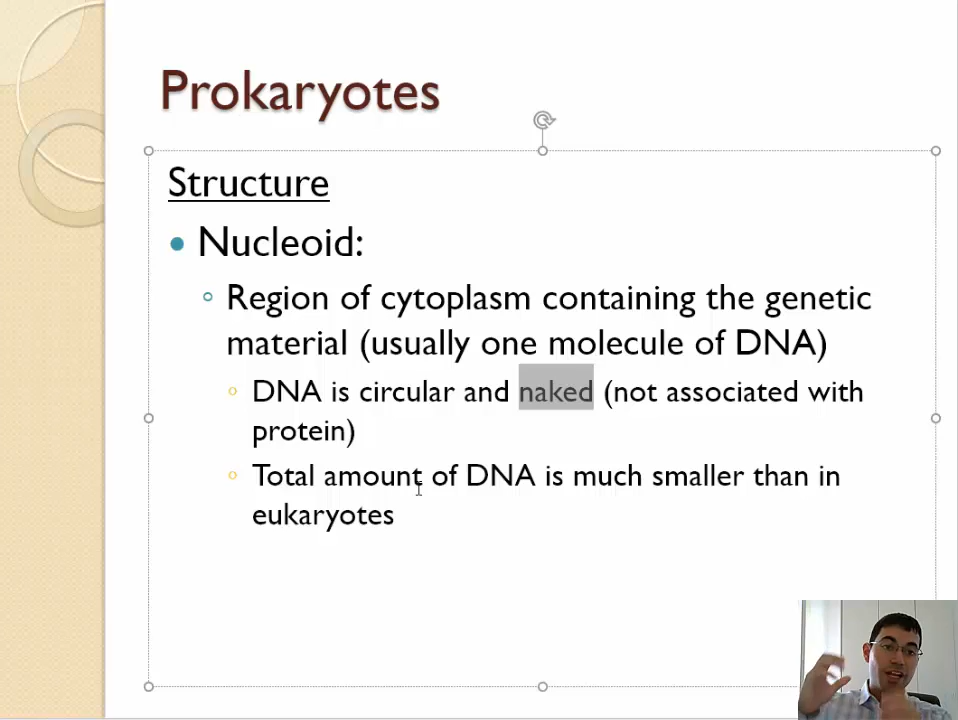 Prokaryotes
Structure
Nucleoid:
Region of cytoplasm containing the genetic
material (usually one molecule of DNA)
DNA is circular and naked (not associated with
protein)
Total amount of DNA is much smaller than in
eukaryotes